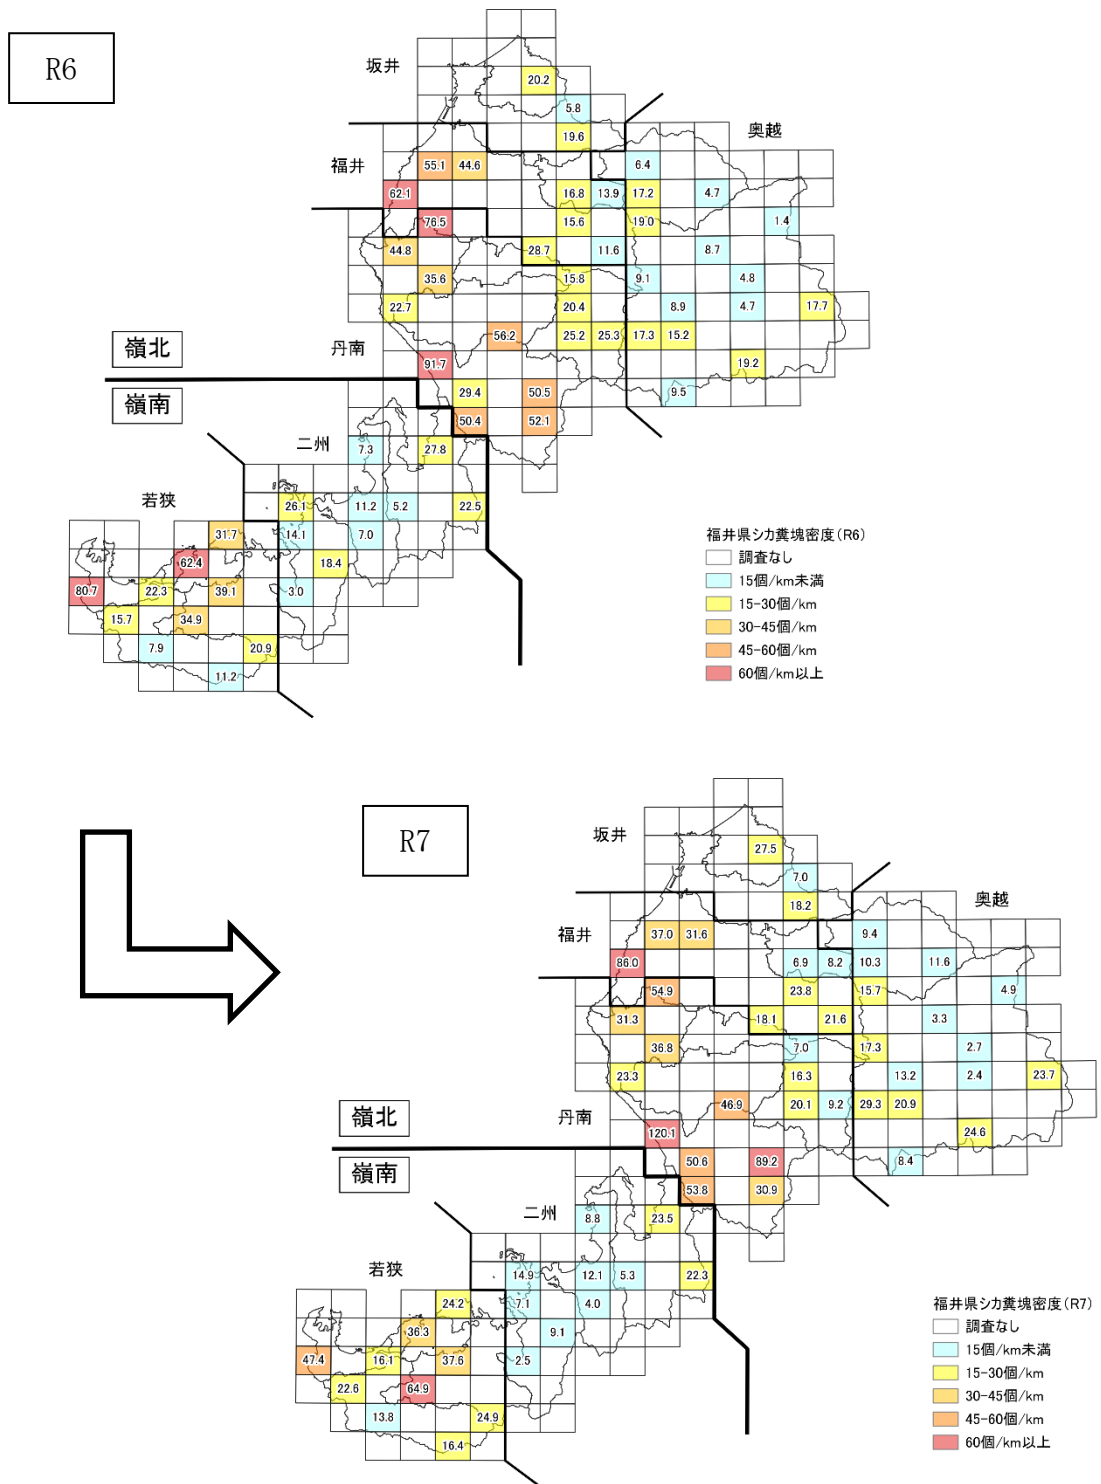 R6
坂井
20.2
5.8
19.6
奥越
福井
55.1 44.6
6.4
62.1
16.8 13.9 17.2
4.7
76.5
15.6
19.0
1.4
44.8
28.7
11.6
8.7
35.6
15.8
9.1
4.8
22.7
20.4
8.9
4.7
17.7
56.2
25.2 25.3 17.3 15.2
嶺北
丹南
91.7
19.2
嶺南
29.4
50.5
9.5
50.4
52.1
二州
7.3
27.8
若狭
26.1
11.2 5.2
22.5
31.7
14.1
7.0
62.4
18.4
80.7
22.3
39.1
3.0
15.7
34.9
7.9
20.9
11.2
福井県シカ糞塊密度(R6)
調査なし
15個/km未満
15-30個/km
30-45個/km
45-60個/km
60個/km以上
R7
坂井
27.5
7.0
18.2
奥越
福井
37.0 31.6
9.4
86.0
6.9 8.2 10.3
11.6
54.9
23.8
15.7
4.9
31.3
18.1
21.6
3.3
36.8
7.0
17.3
2.7
23.3
16.3
13.2
2.4
23.7
46.9
20.1 9.2 29.3 20.9
嶺北
丹南
120.1
24.6
嶺南
50.6
89.2
8.4
53.8
30.9
二州
8.8
23.5
若狭
14.9
12.1 5.3
22.3
24.2
7.1
4.0
36.3
9.1
47.4
16.1
37.6
2.5
22.6
64.9
13.8
24.9
16.4
福井県シカ糞塊密度(R7)
調査なし
15個/km未満
15-30個/km
30-45個/km
45-60個/km
60個/km以上